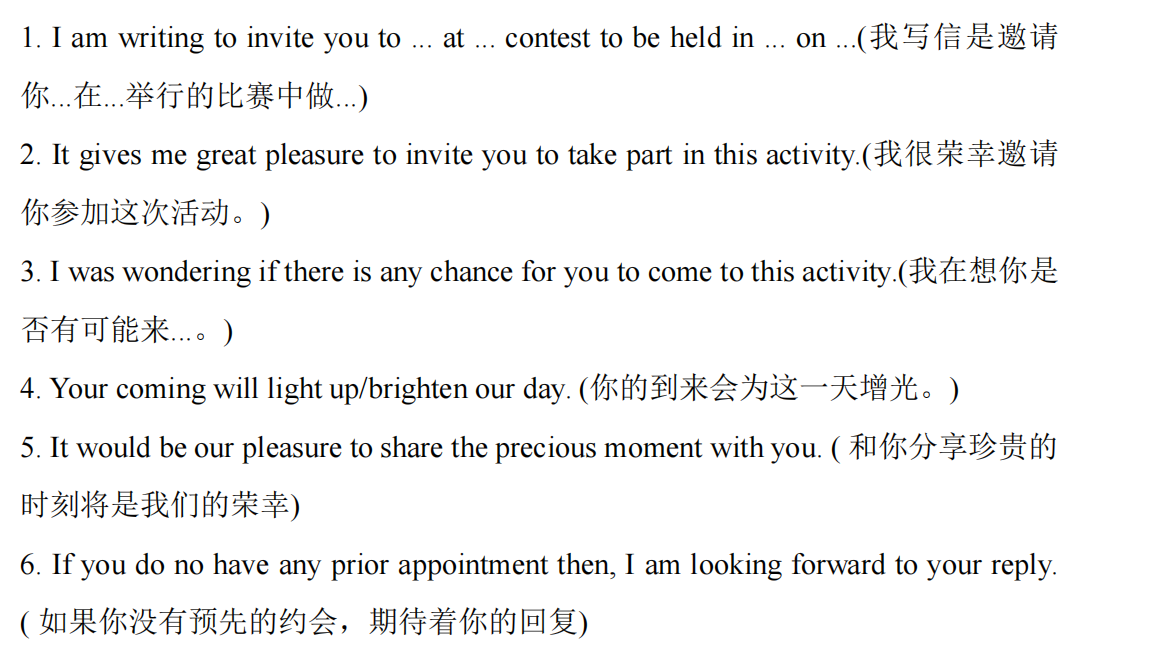 1. I am writing to invite you to ... at ... contest to be held in ... on ...(我写信是邀请
你...在...举行的比赛中做...)
2. It gives me great pleasure to invite you to take part in this activity.(我很荣幸邀请
你参加这次活动。)
3. I was wondering if there is any chance for you to come to this activity.(我在想你是
否有可能来...。)
4. Your coming will light up/brighten our day. (你的到来会为这一天增光。)
5. It would be our pleasure to share the precious moment with you. ( 和你分享珍贵的
时刻将是我们的荣幸)
6. If you do no have any prior appointment then, I am looking forward to your reply.
( 如果你没有预先的约会，期待着你的回复)